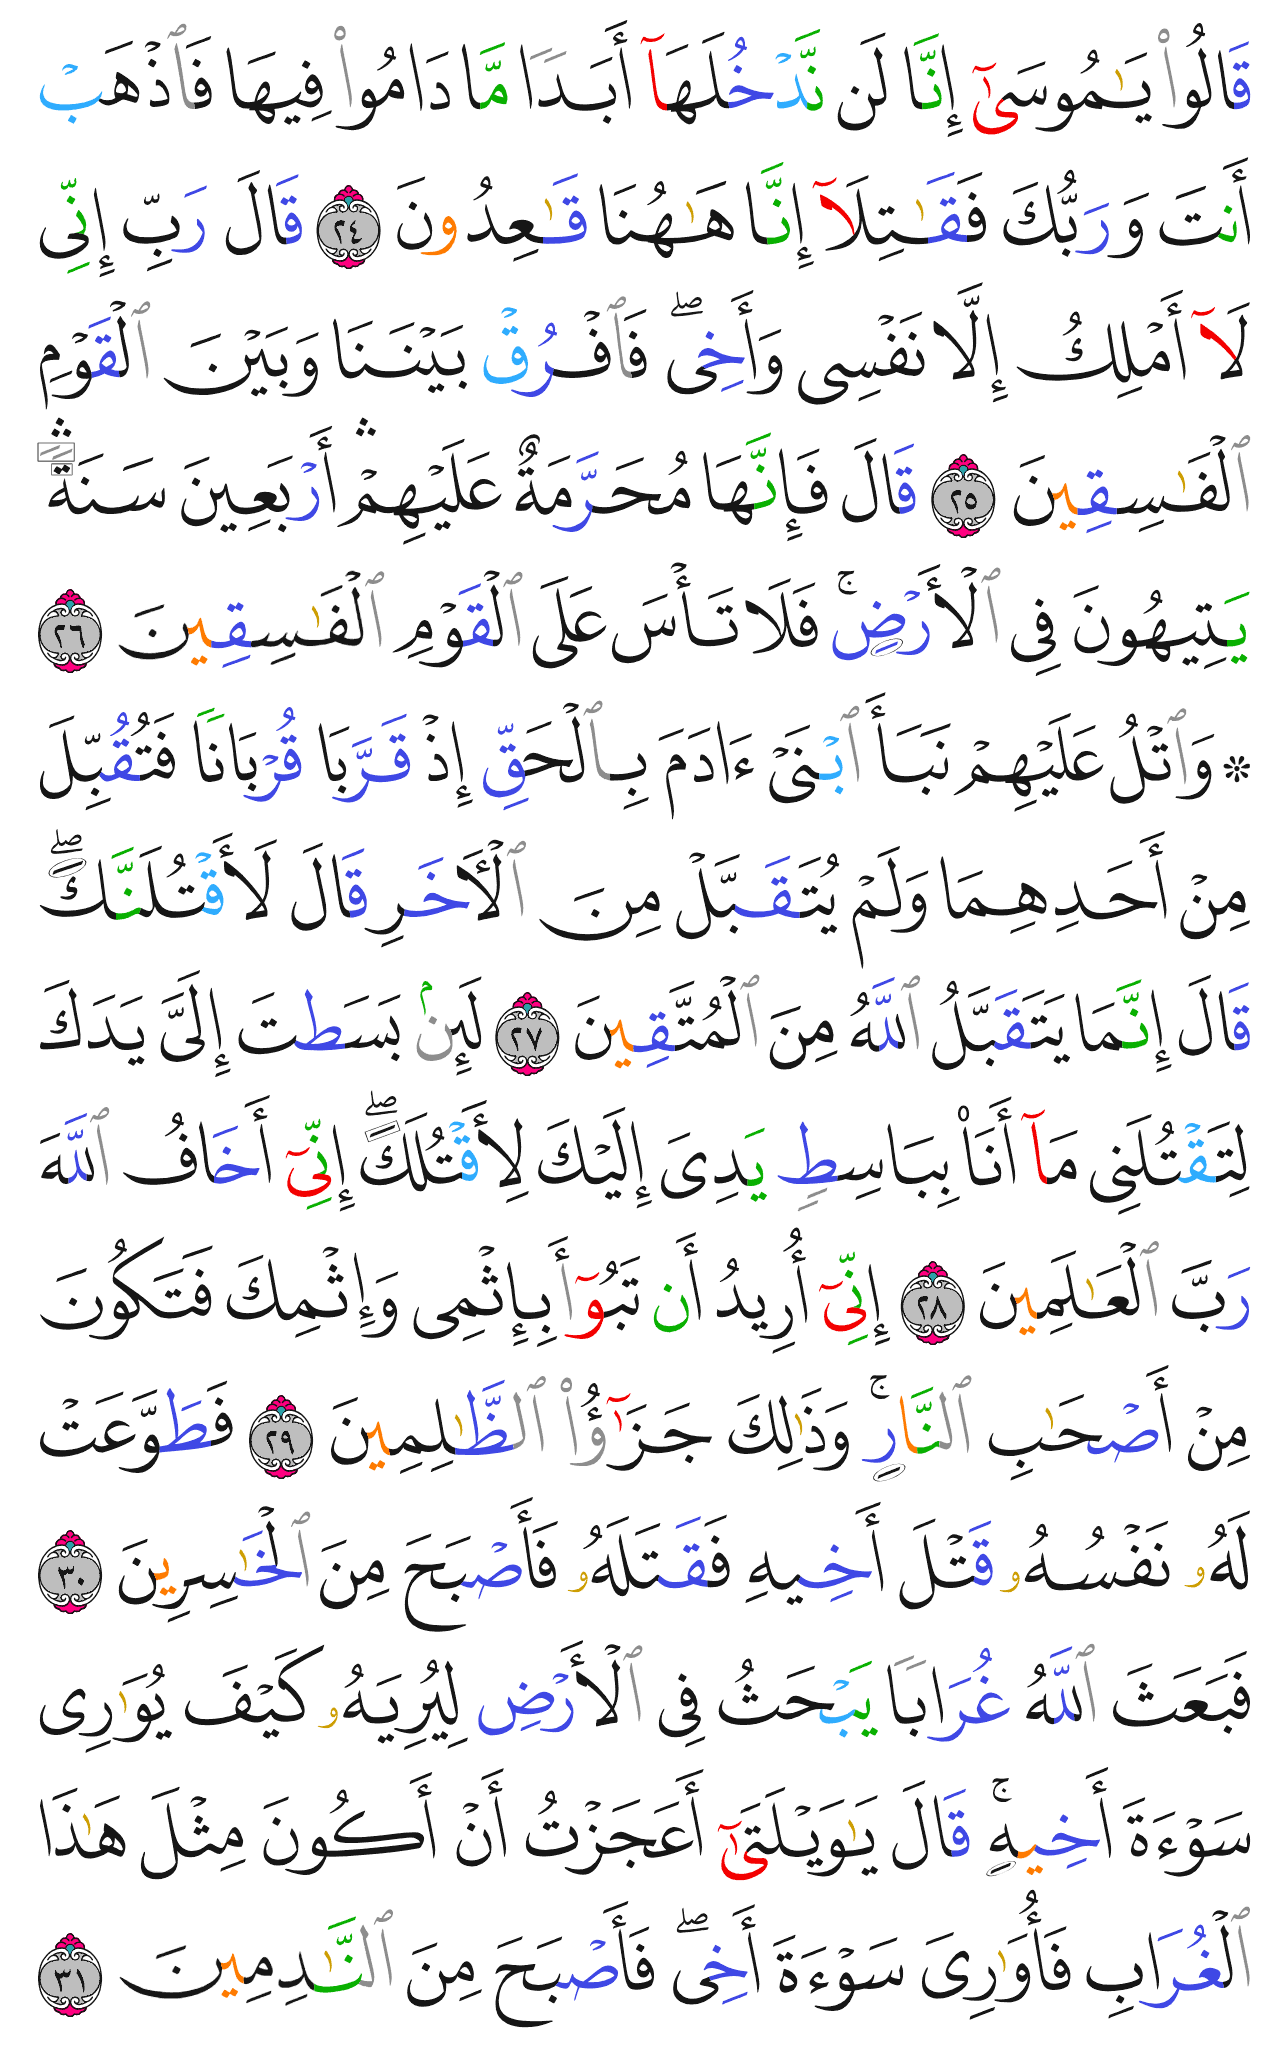 قَالُوا۟ يَـٰمُوسَىٰٓ إِنَّا لَن نَّدْخُلَهَآ أَبَدًا مَّا دَامُوا۟ فِيهَا فَٱذْهَبْ
أَنتَ وَرَبُّكَ فَقَـٰتِلَآ إِنَّا هَـٰهُنَا قَـٰعِدُونَ ٢٤ قَالَ رَبِّ إِنِّى
لَآ أَمْلِكُ إِلَّا نَفْسِى وَأَخِى ۖ فَٱفْرُقْ بَيْنَنَا وَبَيْنَ ٱلْقَوْمِ
ٱلْفَـٰسِقِينَ ٢٥ قَالَ فَإِنَّهَا مُحَرَّمَةٌ عَلَيْهِمْ ۛ أَرْبَعِينَ سَنَةً ۛ
يَتِيهُونَ فِى ٱلْأَرْضِ ۚ فَلَا تَأْسَ عَلَى ٱلْقَوْمِ ٱلْفَـٰسِقِينَ ٢٦
۞ وَٱتْلُ عَلَيْهِمْ نَبَأَ ٱبْنَىْ ءَادَمَ بِٱلْحَقِّ إِذْ قَرَّبَا قُرْبَانًا فَتُقُبِّلَ
مِنْ أَحَدِهِمَا وَلَمْ يُتَقَبَّلْ مِنَ ٱلْـَٔاخَرِ قَالَ لَأَقْتُلَنَّكَ ۖ
قَالَ إِنَّمَا يَتَقَبَّلُ ٱللَّهُ مِنَ ٱلْمُتَّقِينَ ٢٧ لَئِنۢ بَسَطتَ إِلَىَّ يَدَكَ
لِتَقْتُلَنِى مَآ أَنَا۠ بِبَاسِطٍ يَدِىَ إِلَيْكَ لِأَقْتُلَكَ ۖ إِنِّىٓ أَخَافُ ٱللَّهَ
رَبَّ ٱلْعَـٰلَمِينَ ٢٨ إِنِّىٓ أُرِيدُ أَن تَبُوٓأَ بِإِثْمِى وَإِثْمِكَ فَتَكُونَ
مِنْ أَصْحَـٰبِ ٱلنَّارِ ۚ وَذَٰلِكَ جَزَـٰٓؤُا۟ ٱلظَّـٰلِمِينَ ٢٩ فَطَوَّعَتْ
لَهُۥ نَفْسُهُۥ قَتْلَ أَخِيهِ فَقَتَلَهُۥ فَأَصْبَحَ مِنَ ٱلْخَـٰسِرِينَ ٣٠
فَبَعَثَ ٱللَّهُ غُرَابًا يَبْحَثُ فِى ٱلْأَرْضِ لِيُرِيَهُۥ كَيْفَ يُوَٰرِى
سَوْءَةَ أَخِيهِ ۚ قَالَ يَـٰوَيْلَتَىٰٓ أَعَجَزْتُ أَنْ أَكُونَ مِثْلَ هَـٰذَا
ٱلْغُرَابِ فَأُوَٰرِىَ سَوْءَةَ أَخِى ۖ فَأَصْبَحَ مِنَ ٱلنَّـٰدِمِينَ ٣١